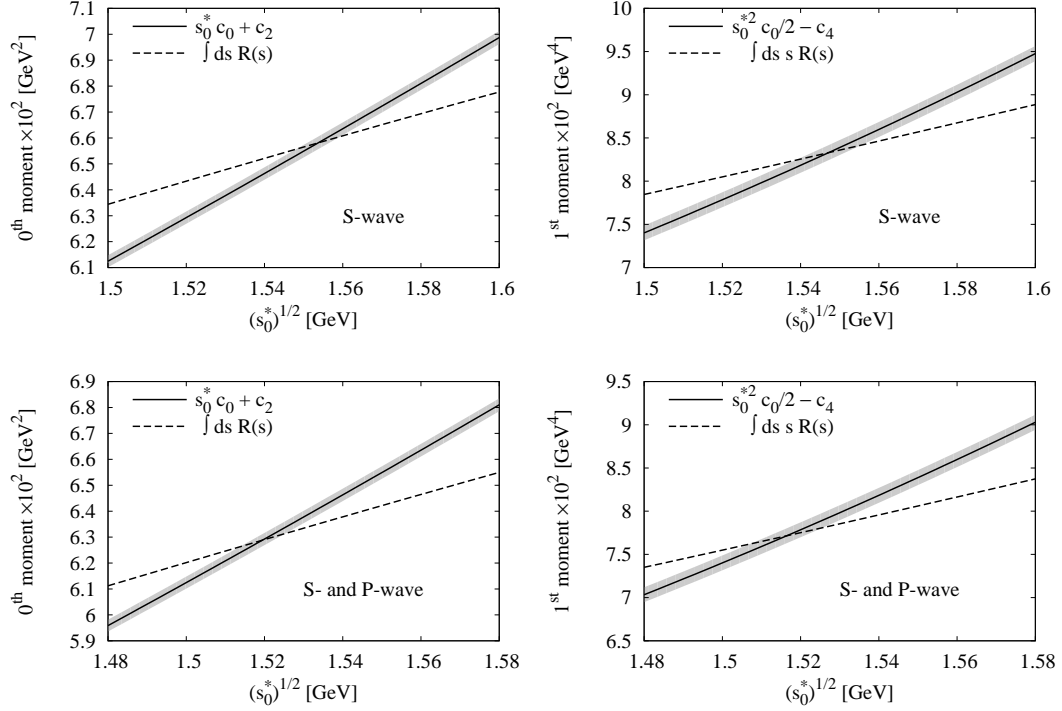 0th moment ×10² [GeV²]
7
6.9
6.8
6.7
6.6
6.5
6.4
6.3
6.2
6.1
s₀* c₀ + c₂
∫ ds R(s)
S-wave
1.5 1.52 1.54 1.56 1.58 1.6
(s₀*)^1/2 [GeV]
1st moment ×10² [GeV⁴]
10
9.5
9
8.5
8
7.5
7
s₀*² c₀/2 − c₄
∫ ds s R(s)
S-wave
1.5 1.52 1.54 1.56 1.58 1.6
(s₀*)^1/2 [GeV]
0th moment ×10² [GeV²]
6.9
6.8
6.7
6.6
6.5
6.4
6.3
6.2
6.1
6
5.9
s₀* c₀ + c₂
∫ ds R(s)
S- and P-wave
1.48 1.5 1.52 1.54 1.56 1.58
(s₀*)^1/2 [GeV]
1st moment ×10² [GeV⁴]
9.5
9
8.5
8
7.5
7
6.5
s₀*² c₀/2 − c₄
∫ ds s R(s)
S- and P-wave
1.48 1.5 1.52 1.54 1.56 1.58
(s₀*)^1/2 [GeV]